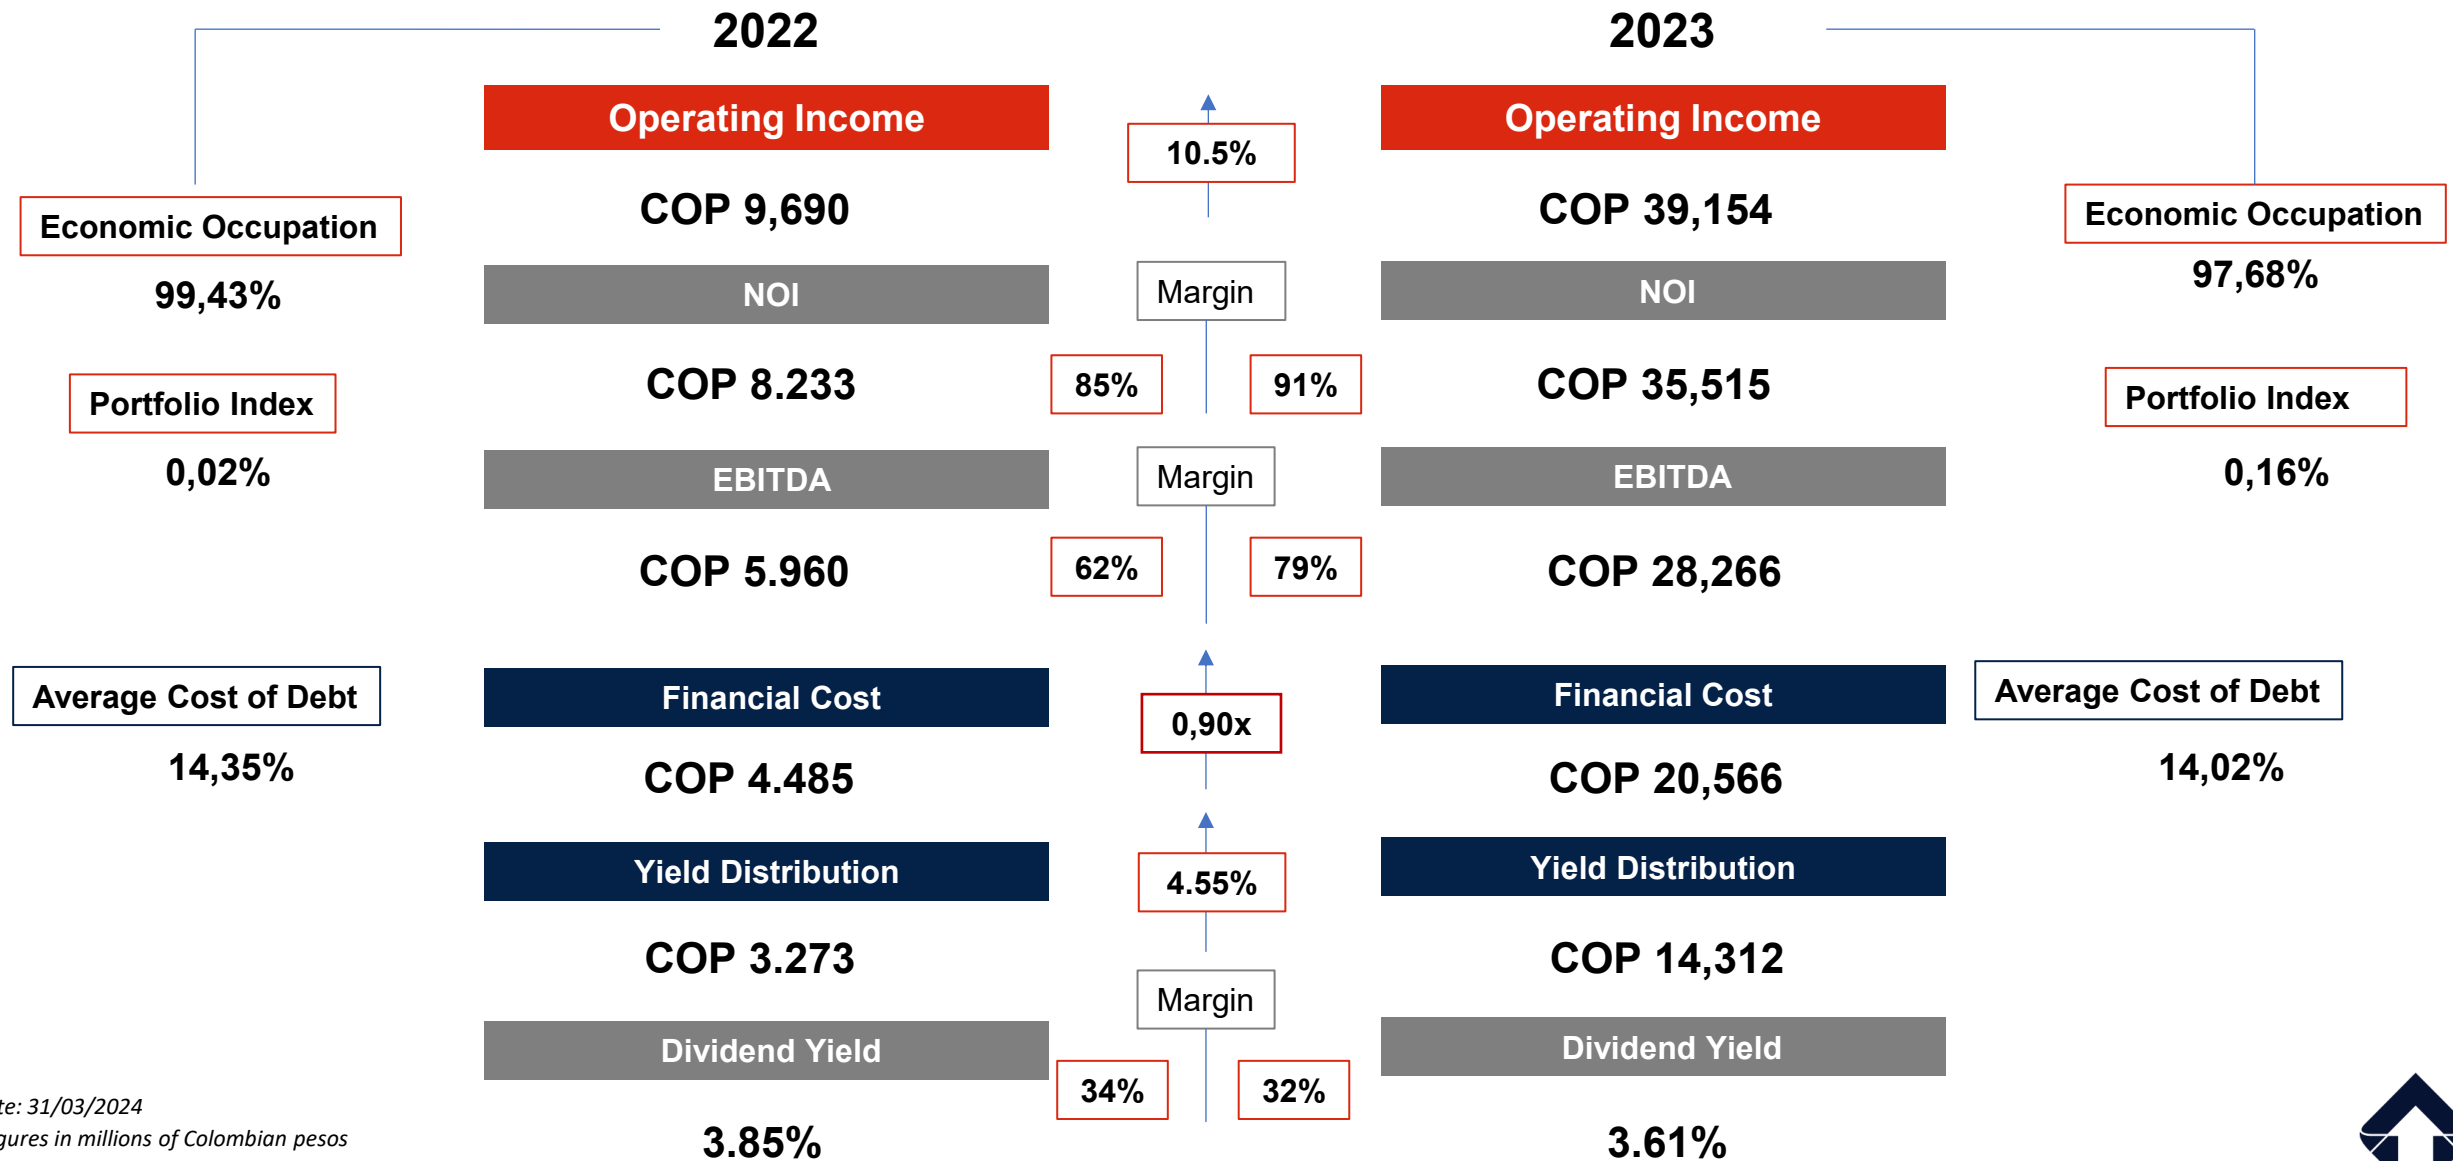 2022
2023
Operating Income
10.5%
Operating Income
COP 9,690
COP 39,154
Economic Occupation
Economic Occupation
99,43%
97,68%
NOI
Margin
NOI
COP 8.233
85%
91%
COP 35,515
Portfolio Index
Portfolio Index
0,02%
0,16%
EBITDA
Margin
EBITDA
COP 5.960
62%
79%
COP 28,266
Average Cost of Debt
Financial Cost
0,90x
Financial Cost
Average Cost of Debt
14,35%
COP 4.485
COP 20,566
14,02%
Yield Distribution
4.55%
Yield Distribution
COP 3.273
COP 14,312
Margin
Dividend Yield
Dividend Yield
34%
32%
3.85%
3.61%
te: 31/03/2024
gures in millions of Colombian pesos